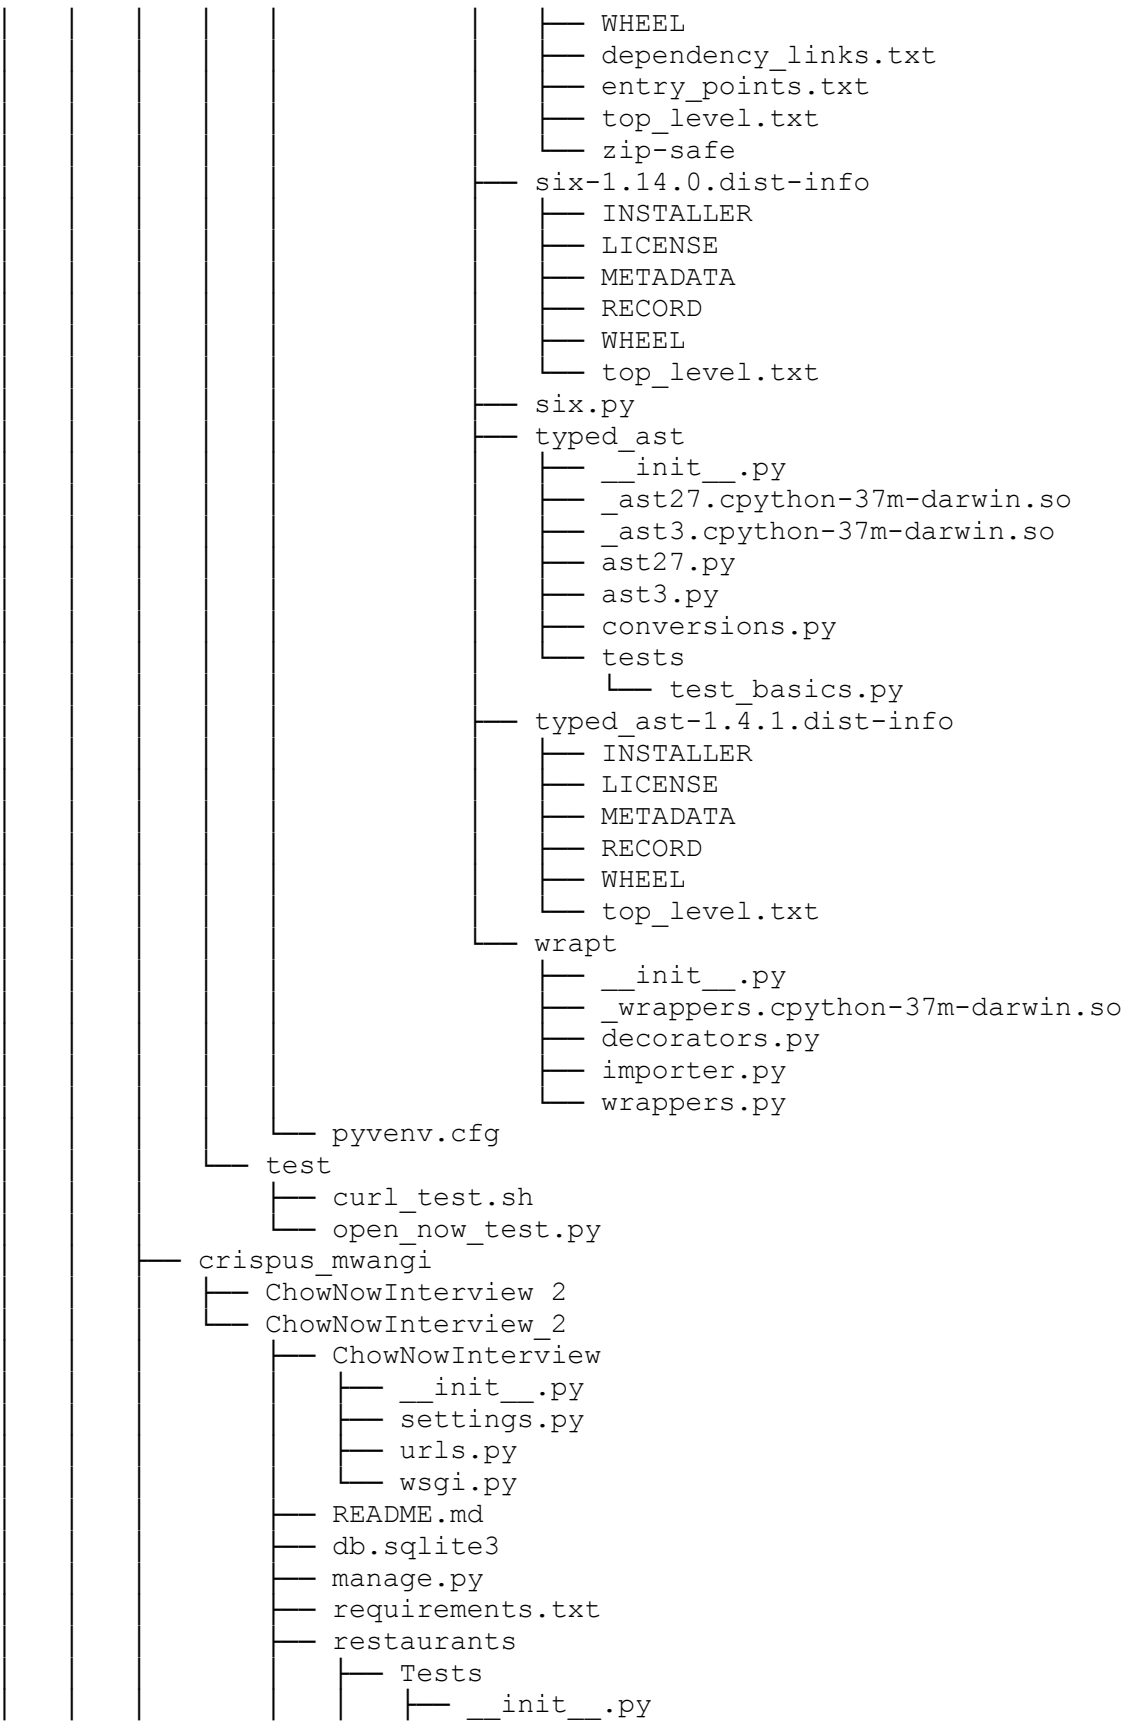 WHEEL
dependency_links.txt
entry_points.txt
top_level.txt
zip-safe
six-1.14.0.dist-info
INSTALLER
LICENSE
METADATA
RECORD
WHEEL
top_level.txt
six.py
typed_ast
__init__.py
_ast27.cpython-37m-darwin.so
_ast3.cpython-37m-darwin.so
ast27.py
ast3.py
conversions.py
tests
test_basics.py
typed_ast-1.4.1.dist-info
INSTALLER
LICENSE
METADATA
RECORD
WHEEL
top_level.txt
wrapt
__init__.py
_wrappers.cpython-37m-darwin.so
decorators.py
importer.py
wrappers.py
pyvenv.cfg
test
curl_test.sh
open_now_test.py
crispus_mwangi
ChowNowInterview 2
ChowNowInterview_2
ChowNowInterview
__init__.py
settings.py
urls.py
wsgi.py
README.md
db.sqlite3
manage.py
requirements.txt
restaurants
Tests
__init__.py